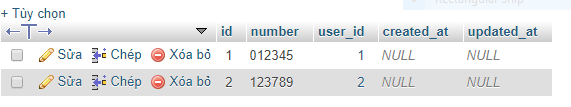 + Tùy chọn
id number user_id created_at updated_at
Sửa Chép Xóa bỏ 1 012345 1 NULL NULL
Sửa Chép Xóa bỏ 2 123789 2 NULL NULL